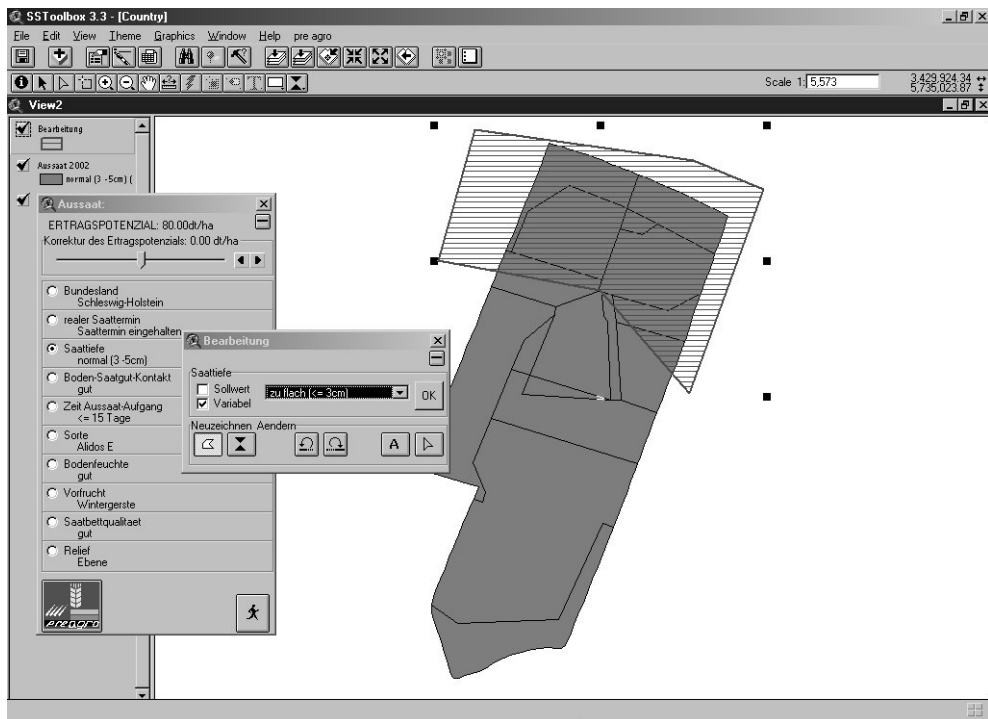 SSToolbox 3.3 - [Country]
File Edit View Theme Graphics Window Help pre agro
Scale 1: 5,573
3,429,924.34
5,735,023.87
View2
Bearbeitung
Aussaat 2002
normal (3 -5cm) (
Aussaat:
ERTRAGSPOTENZIAL: 80.00dt/ha
Korrektur des Ertragspotenzials: 0.00 dt/ha
Bundesland
Schleswig-Holstein
realer Saattermin
Saattermin eingehalten
Saattiefe
normal (3 -5cm)
Boden-Saatgut-Kontakt
gut
Zeit Aussaat-Aufgang
<= 15 Tage
Sorte
Alidos E
Bodenfeuchte
gut
Vorfrucht
Wintergerste
Saatbettqualitaet
gut
Relief
Ebene
preagro
Bearbeitung
Saattiefe
Sollwert
Variabel
zu flach (<= 3cm)
OK
Neuzeichnen Aendern
A